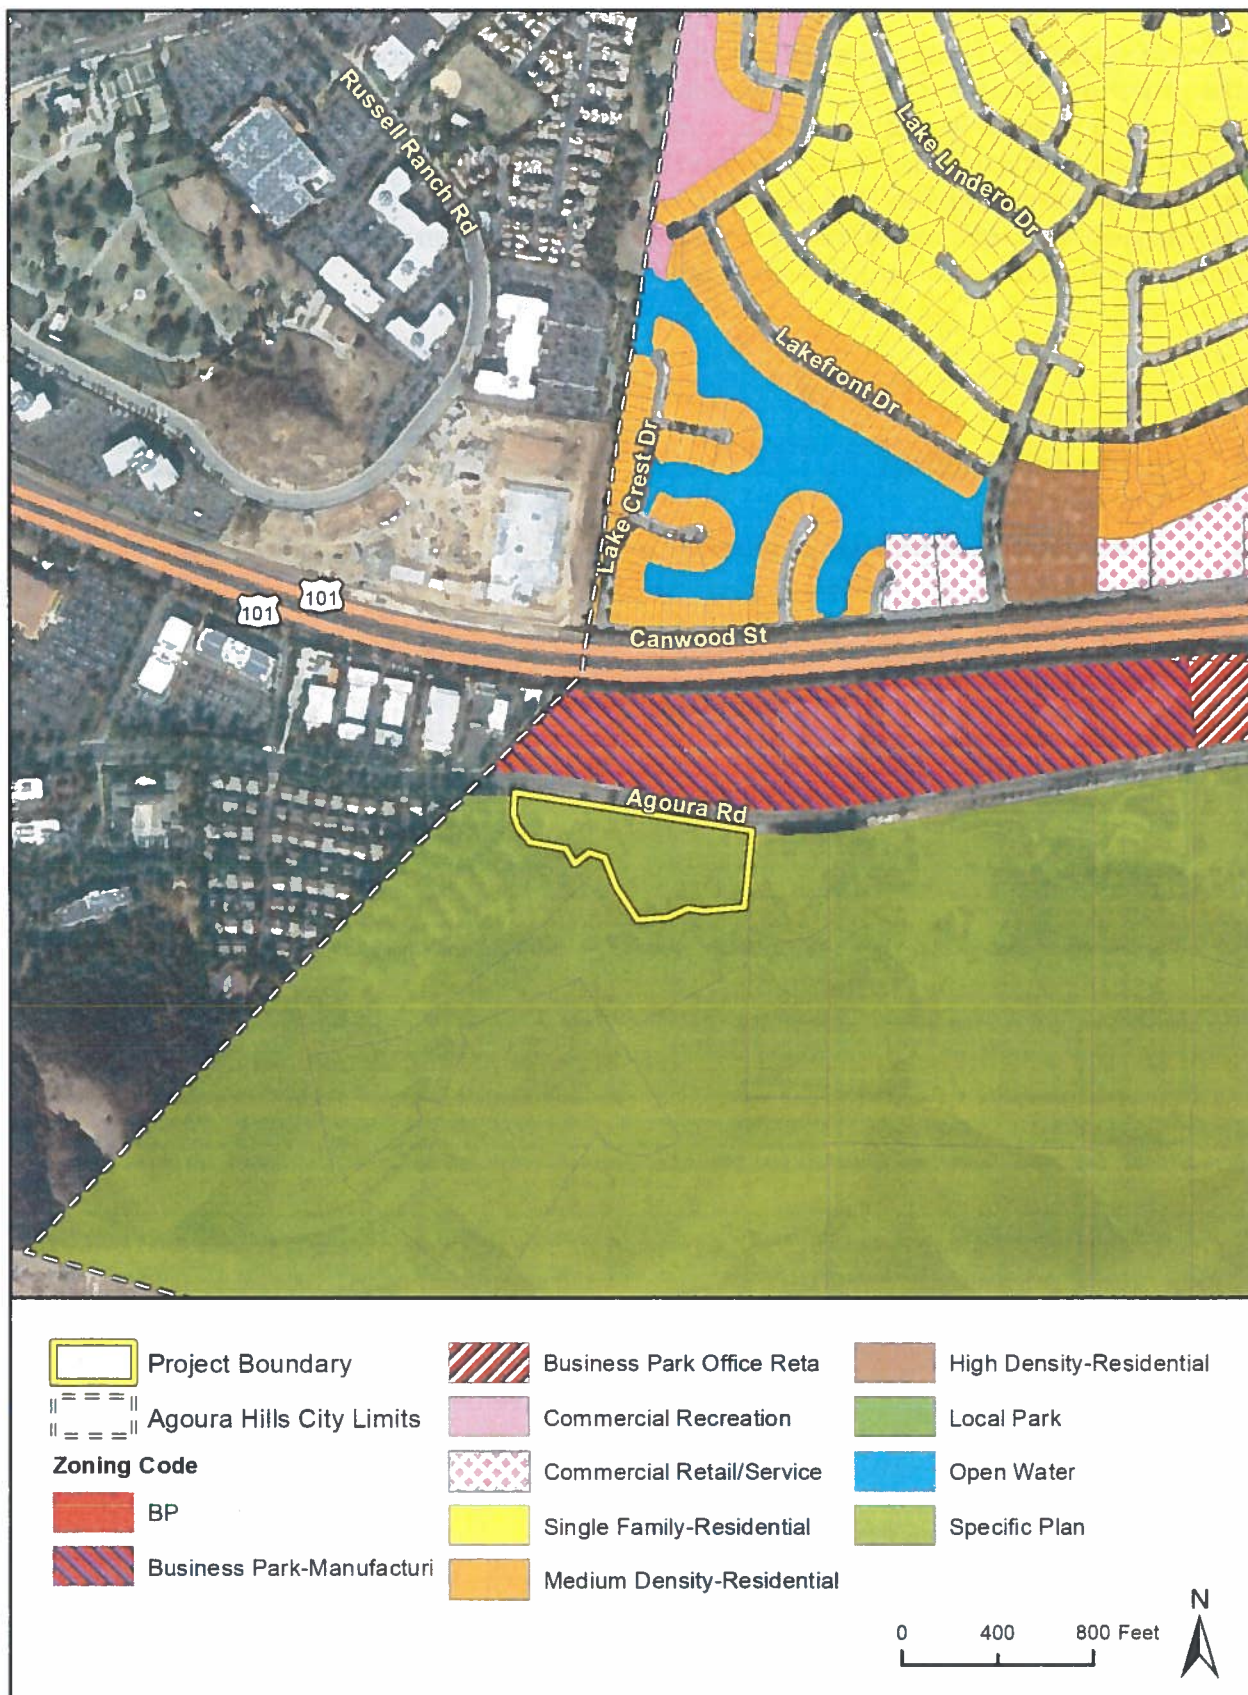 Russell Ranch Rd
Lake Lindero Dr
Lakefront Dr
Lake Crest Dr
101
101
Canwood St
Agoura Rd
Project Boundary
Agoura Hills City Limits
Zoning Code
BP
Business Park-Manufacturi
Business Park Office Reta
Commercial Recreation
Commercial Retail/Service
Single Family-Residential
Medium Density-Residential
High Density-Residential
Local Park
Open Water
Specific Plan
N
0 400 800 Feet